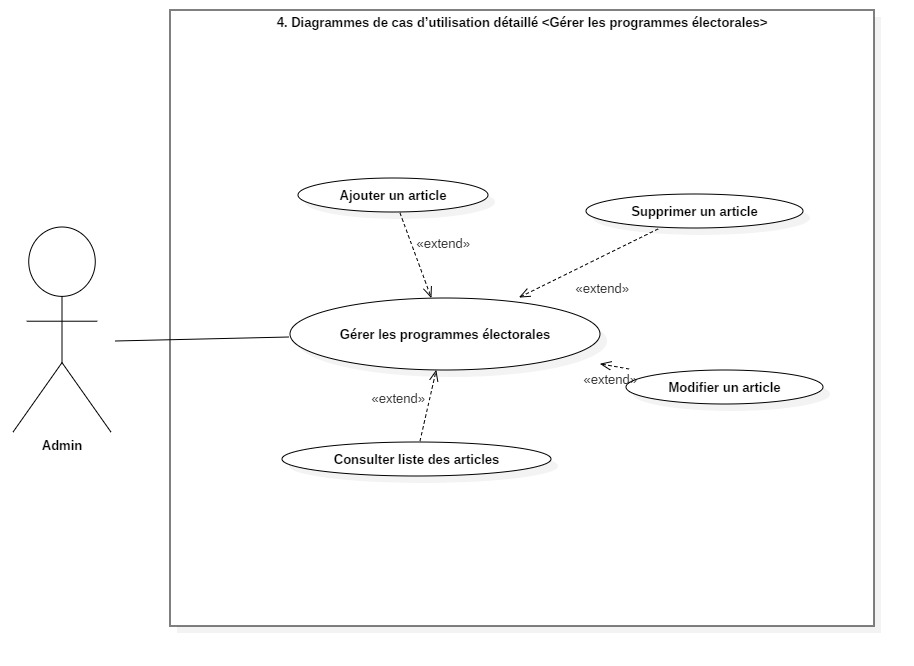 4. Diagrammes de cas d’utilisation détaillé <Gérer les programmes électorales>
Ajouter un article
Supprimer un article
«extend»
«extend»
Gérer les programmes électorales
«extend»
Modifier un article
«extend»
Admin
Consulter liste des articles